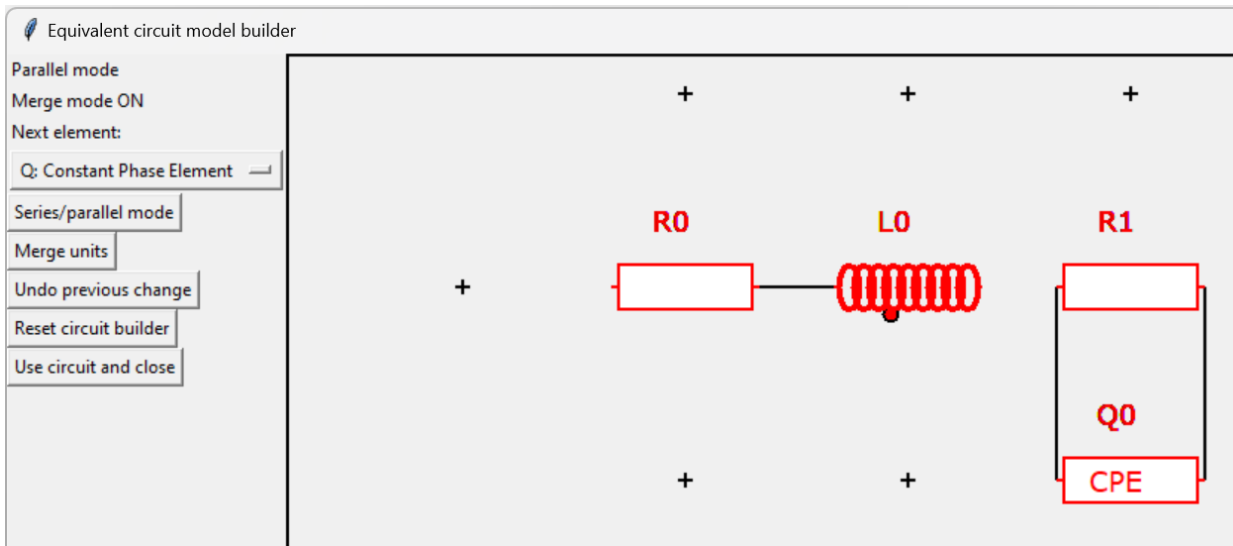 Equivalent circuit model builder
Parallel mode
Merge mode ON
Next element:
Q: Constant Phase Element
Series/parallel mode
Merge units
Undo previous change
Reset circuit builder
Use circuit and close
R0 L0 R1
Q0
CPE